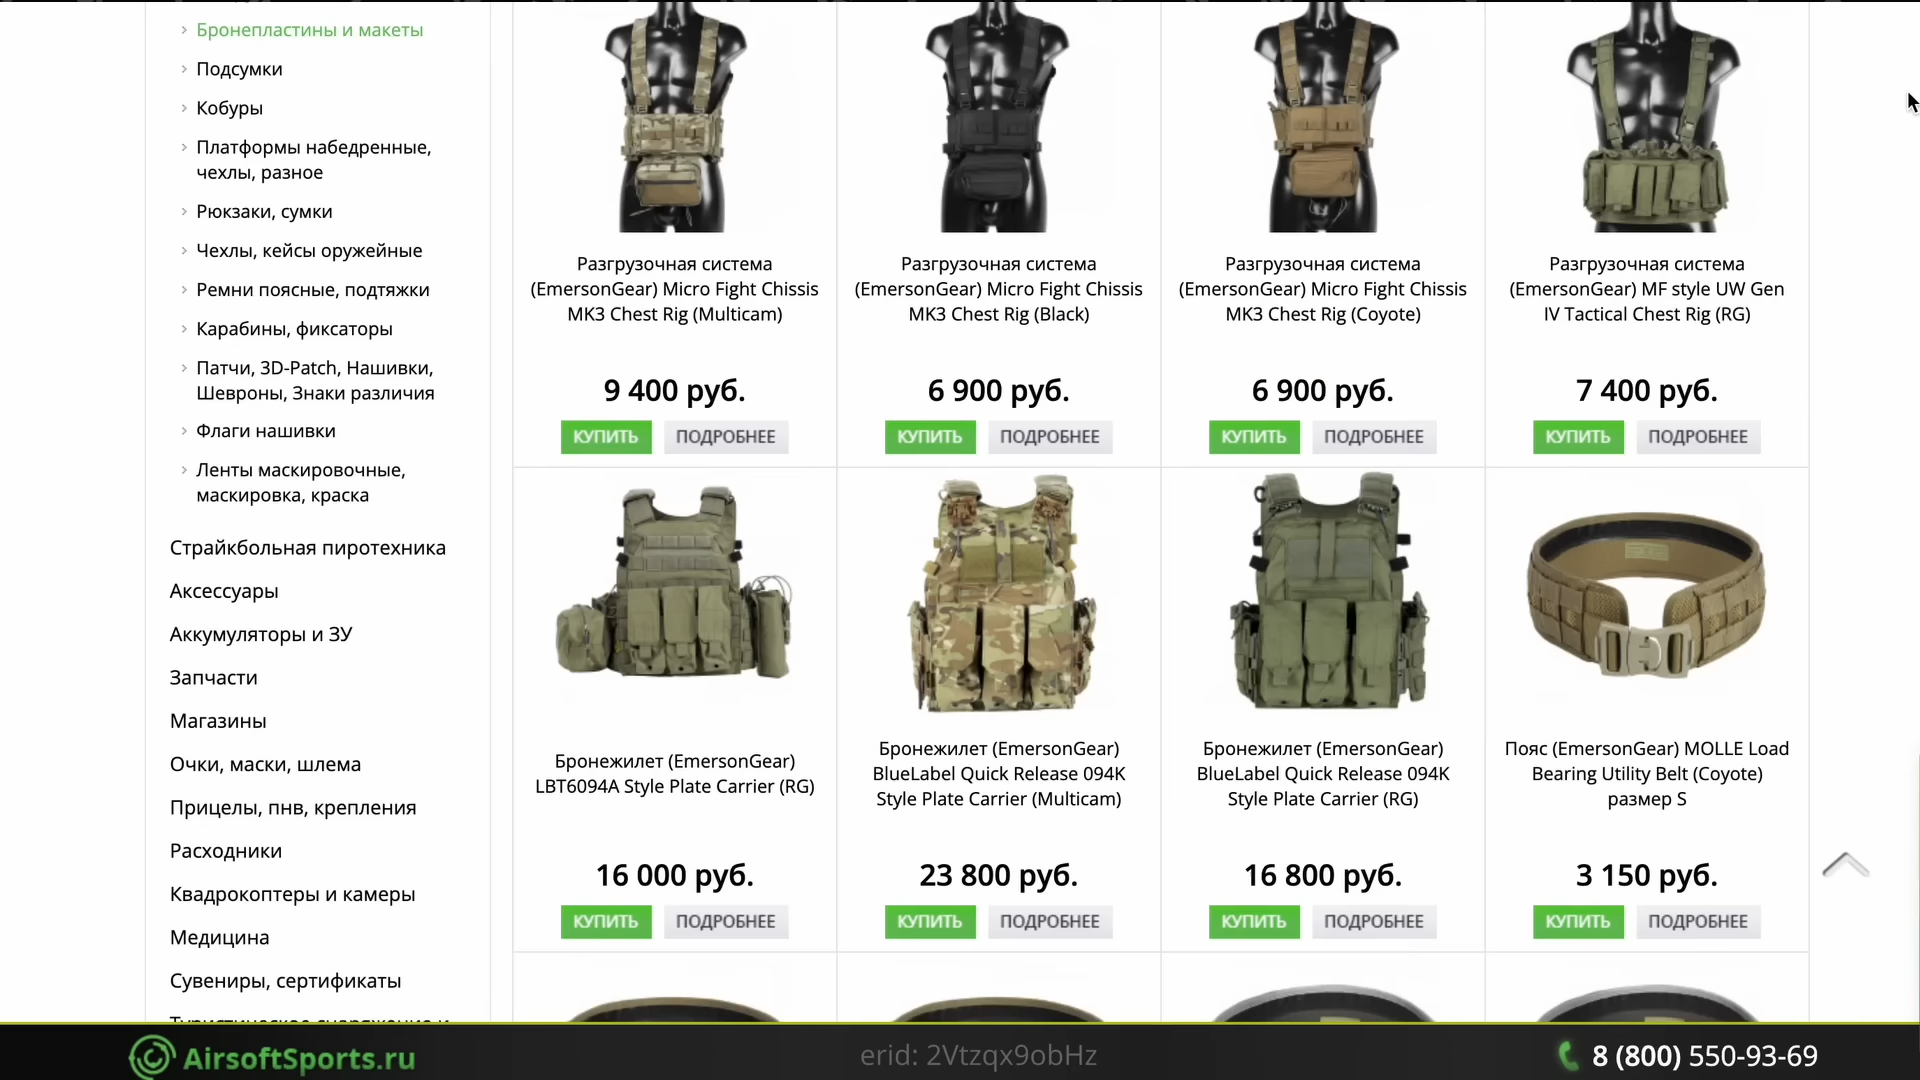 Бронепластины и макеты
Подсумки
Кобуры
Платформы набедренные,
чехлы, разное
Рюкзаки, сумки
Чехлы, кейсы оружейные
Ремни поясные, подтяжки
Карабины, фиксаторы
Патчи, 3D-Patch, Нашивки,
Шевроны, Знаки различия
Флаги нашивки
Ленты маскировочные,
маскировка, краска
Страйкбольная пиротехника
Аксессуары
Аккумуляторы и ЗУ
Запчасти
Магазины
Очки, маски, шлема
Прицелы, пнв, крепления
Расходники
Квадрокоптеры и камеры
Медицина
Сувениры, сертификаты
Разгрузочная система
(EmersonGear) Micro Fight Chissis
MK3 Chest Rig (Multicam)
9 400 руб.
КУПИТЬ ПОДРОБНЕЕ
Разгрузочная система
(EmersonGear) Micro Fight Chissis
MK3 Chest Rig (Black)
6 900 руб.
КУПИТЬ ПОДРОБНЕЕ
Разгрузочная система
(EmersonGear) Micro Fight Chissis
MK3 Chest Rig (Coyote)
6 900 руб.
КУПИТЬ ПОДРОБНЕЕ
Разгрузочная система
(EmersonGear) MF style UW Gen
IV Tactical Chest Rig (RG)
7 400 руб.
КУПИТЬ ПОДРОБНЕЕ
Бронежилет (EmersonGear)
LBT6094A Style Plate Carrier (RG)
16 000 руб.
КУПИТЬ ПОДРОБНЕЕ
Бронежилет (EmersonGear)
BlueLabel Quick Release 094K
Style Plate Carrier (Multicam)
23 800 руб.
КУПИТЬ ПОДРОБНЕЕ
Бронежилет (EmersonGear)
BlueLabel Quick Release 094K
Style Plate Carrier (RG)
16 800 руб.
КУПИТЬ ПОДРОБНЕЕ
Пояс (EmersonGear) MOLLE Load
Bearing Utility Belt (Coyote)
размер S
3 150 руб.
КУПИТЬ ПОДРОБНЕЕ
AirsoftSports.ru
erid: 2Vtzqx9obHz
8 (800) 550-93-69